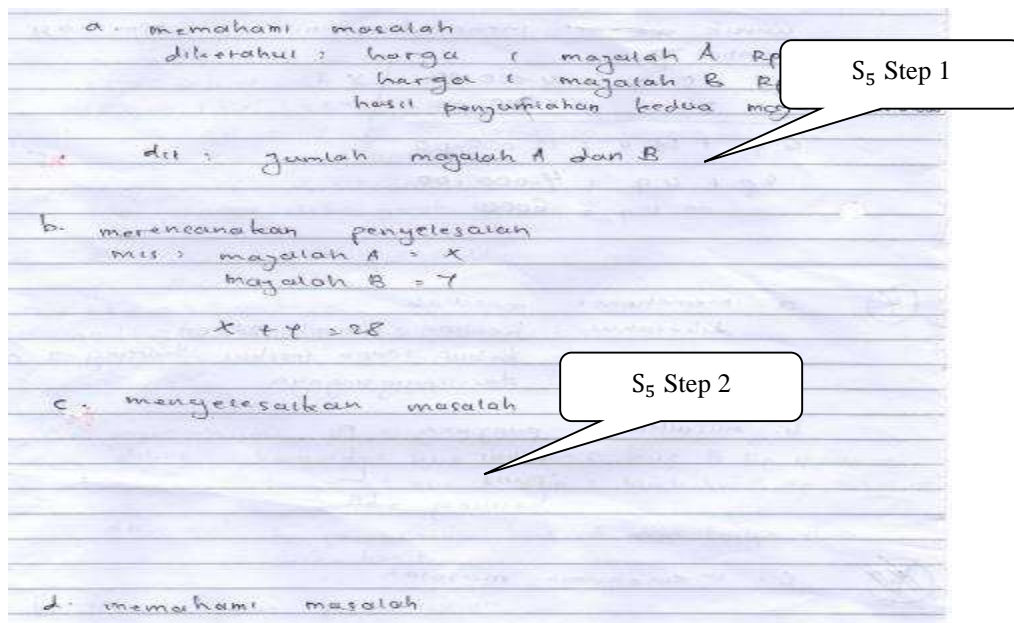 a. memahami masalah
diketahui : harga 1 majalah A Rp
harga 1 majalah B Rp
hasil penjumlahan kedua
S₅ Step 1
dit : Jumlah majalah A dan B
b. merencanakan penyelesaian
mis : majalah A = x
majalah B = y
x + y = 28
S₅ Step 2
c. menyelesaikan masalah
d. memahami masalah